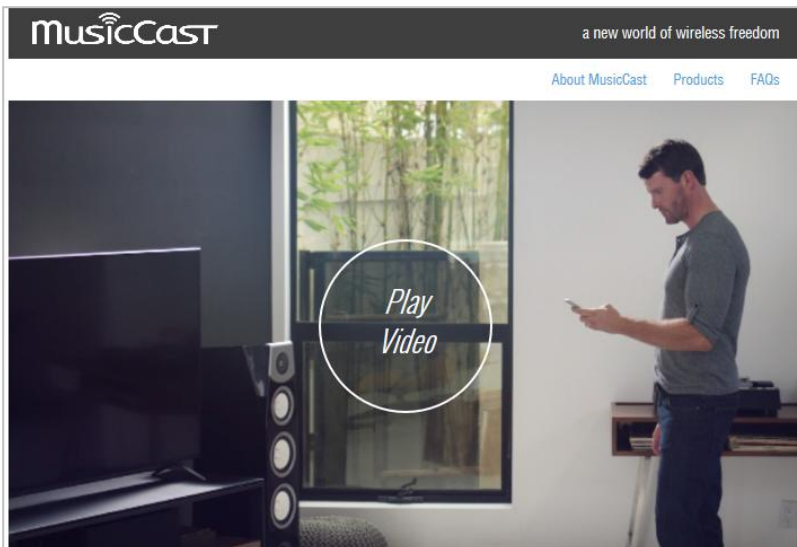 MusicCast
a new world of wireless freedom
About MusicCast Products FAQs
Play
Video